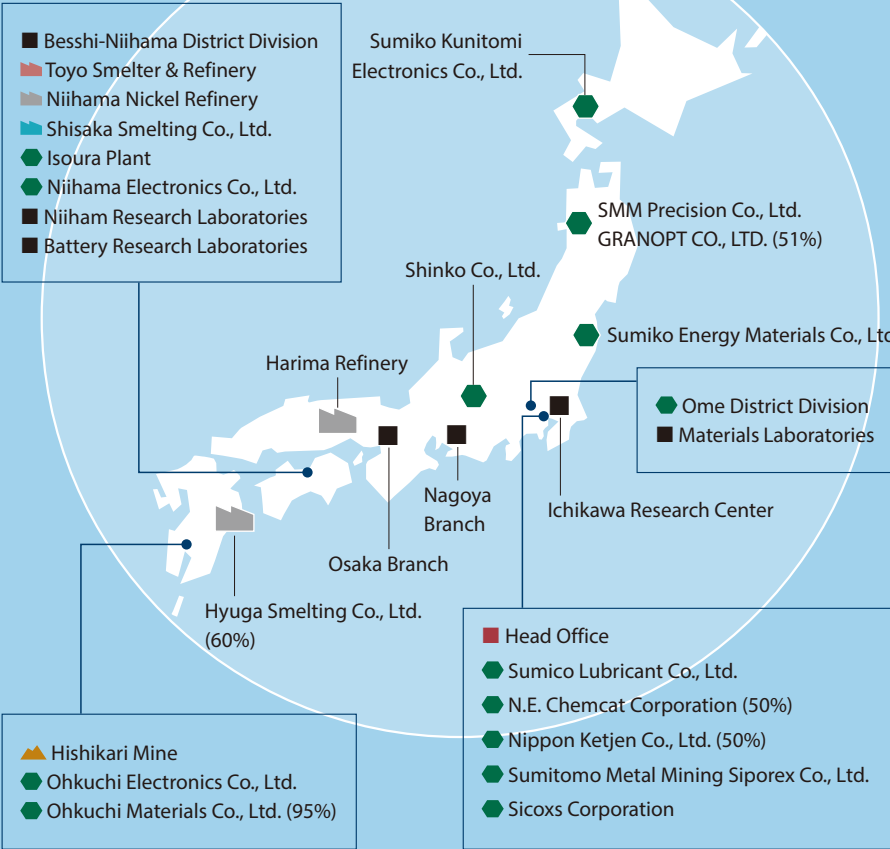 Besshi-Niihama District Division
Toyo Smelter & Refinery
Niihama Nickel Refinery
Shisaka Smelting Co., Ltd.
Isoura Plant
Niihama Electronics Co., Ltd.
Niiham Research Laboratories
Battery Research Laboratories
Sumiko Kunitomi
Electronics Co., Ltd.
SMM Precision Co., Ltd.
GRANOPT CO., LTD. (51%)
Shinko Co., Ltd.
Sumiko Energy Materials Co., Ltd
Harima Refinery
Ome District Division
Materials Laboratories
Nagoya
Branch
Ichikawa Research Center
Osaka Branch
Hyuga Smelting Co., Ltd.
(60%)
Head Office
Sumico Lubricant Co., Ltd.
N.E. Chemcat Corporation (50%)
Nippon Ketjen Co., Ltd. (50%)
Sumitomo Metal Mining Siporex Co., Ltd.
Sicoxs Corporation
Hishikari Mine
Ohkuchi Electronics Co., Ltd.
Ohkuchi Materials Co., Ltd. (95%)